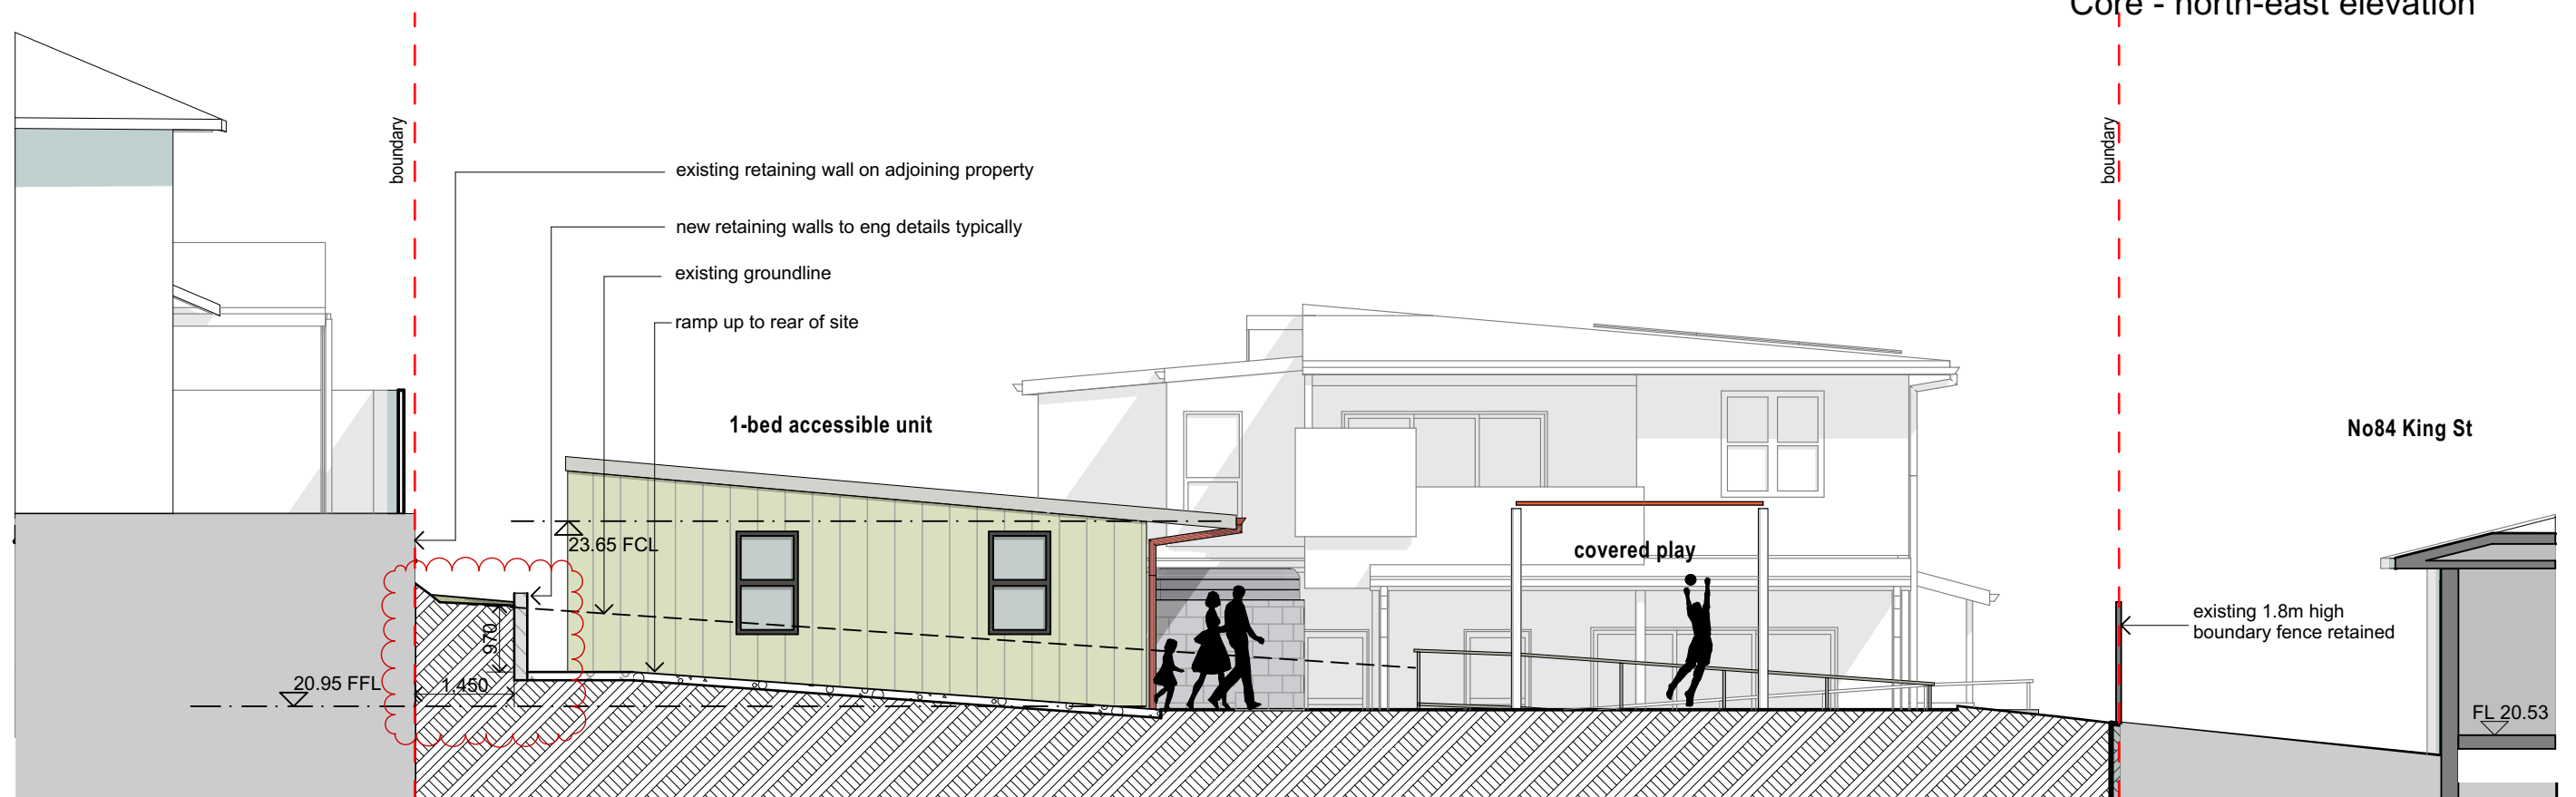 Core - north-east elevation
boundary
boundary
existing retaining wall on adjoining property
new retaining walls to eng details typically
existing groundline
ramp up to rear of site
1-bed accessible unit
No84 King St
23.65 FCL
covered play
existing 1.8m high
boundary fence retained
970
20.95 FFL
1,450
FL 20.53